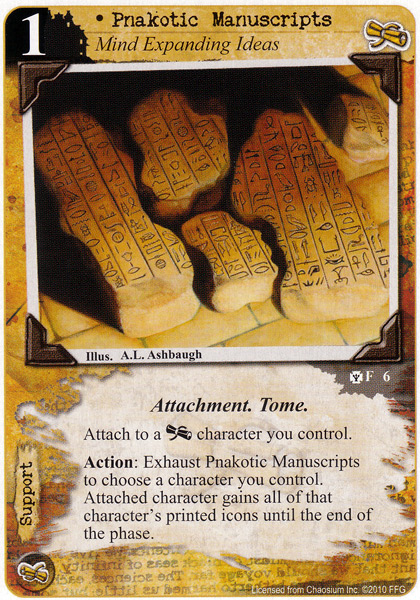 1
• Pnakotic Manuscripts
Mind Expanding Ideas
Illus. A.L. Ashbaugh
F 6
Attachment. Tome.
Attach to a character you control.
Action: Exhaust Pnakotic Manuscripts
to choose a character you control.
Attached character gains all of that
character's printed icons until the end of
the phase.
Support
Licensed from Chaosium Inc. ©2010 FFG